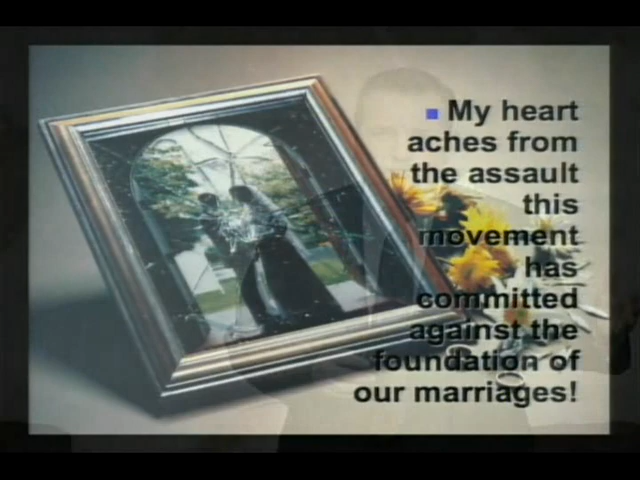 My heart
aches from
the assault
this
movement
has
committed
against the
foundation of
our marriages!